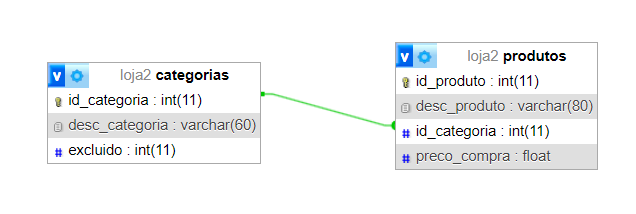 loja2 categorias
id_categoria : int(11)
desc_categoria : varchar(60)
excluido : int(11)
loja2 produtos
id_produto : int(11)
desc_produto : varchar(80)
id_categoria : int(11)
preco_compra : float